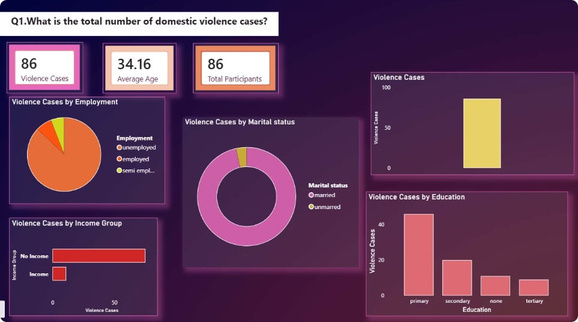 Q1.What is the total number of domestic violence cases?
86
Violence Cases
34.16
Average Age
86
Total Participants
Violence Cases by Employment
Employment
unemployed
employed
semi empl...
Violence Cases by Income Group
Income Group
No Income
Income
0 50
Violence Cases
Violence Cases by Marital status
Marital status
married
unmarred
Violence Cases
Violence Cases
100
50
0
Violence Cases by Education
Violence Cases
40
20
0
primary secondary none tertiary
Education